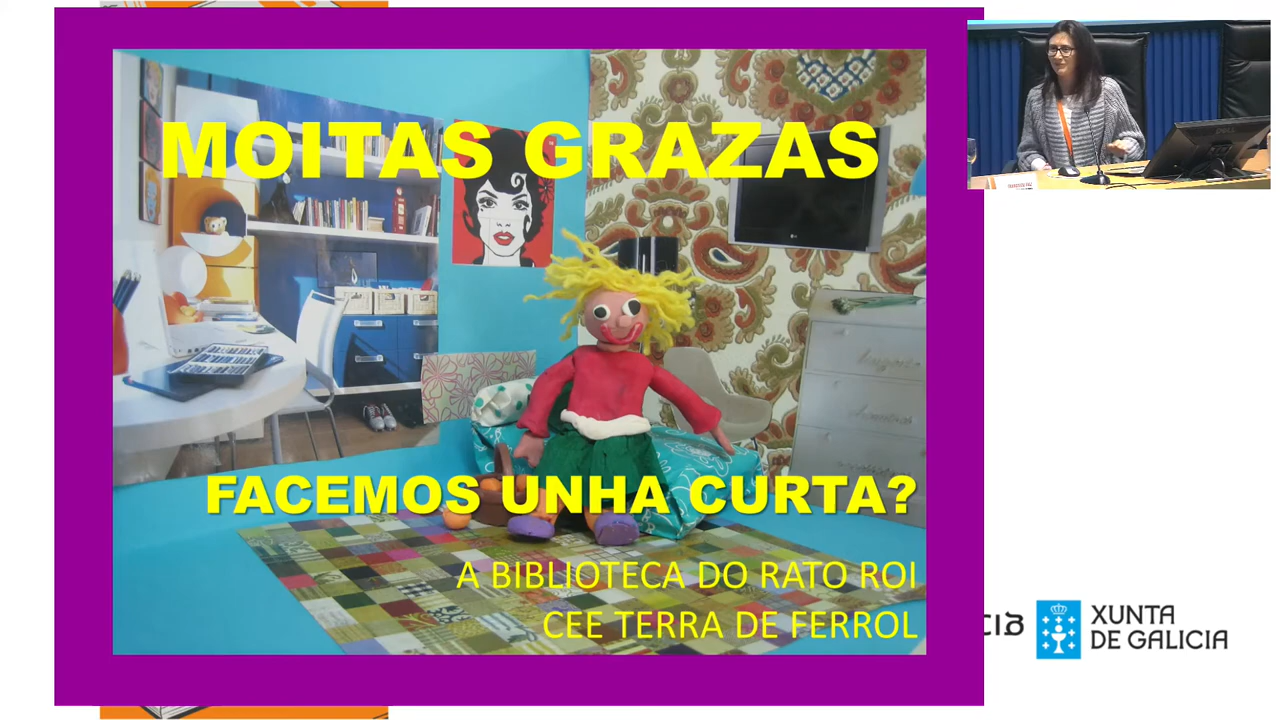 MOITAS GRAZAS
FACEMOS UNHA CURTA?
A BIBLIOTECA DO RATO ROI
CEE TERRA DE FERROL
XUNTA
DE GALICIA